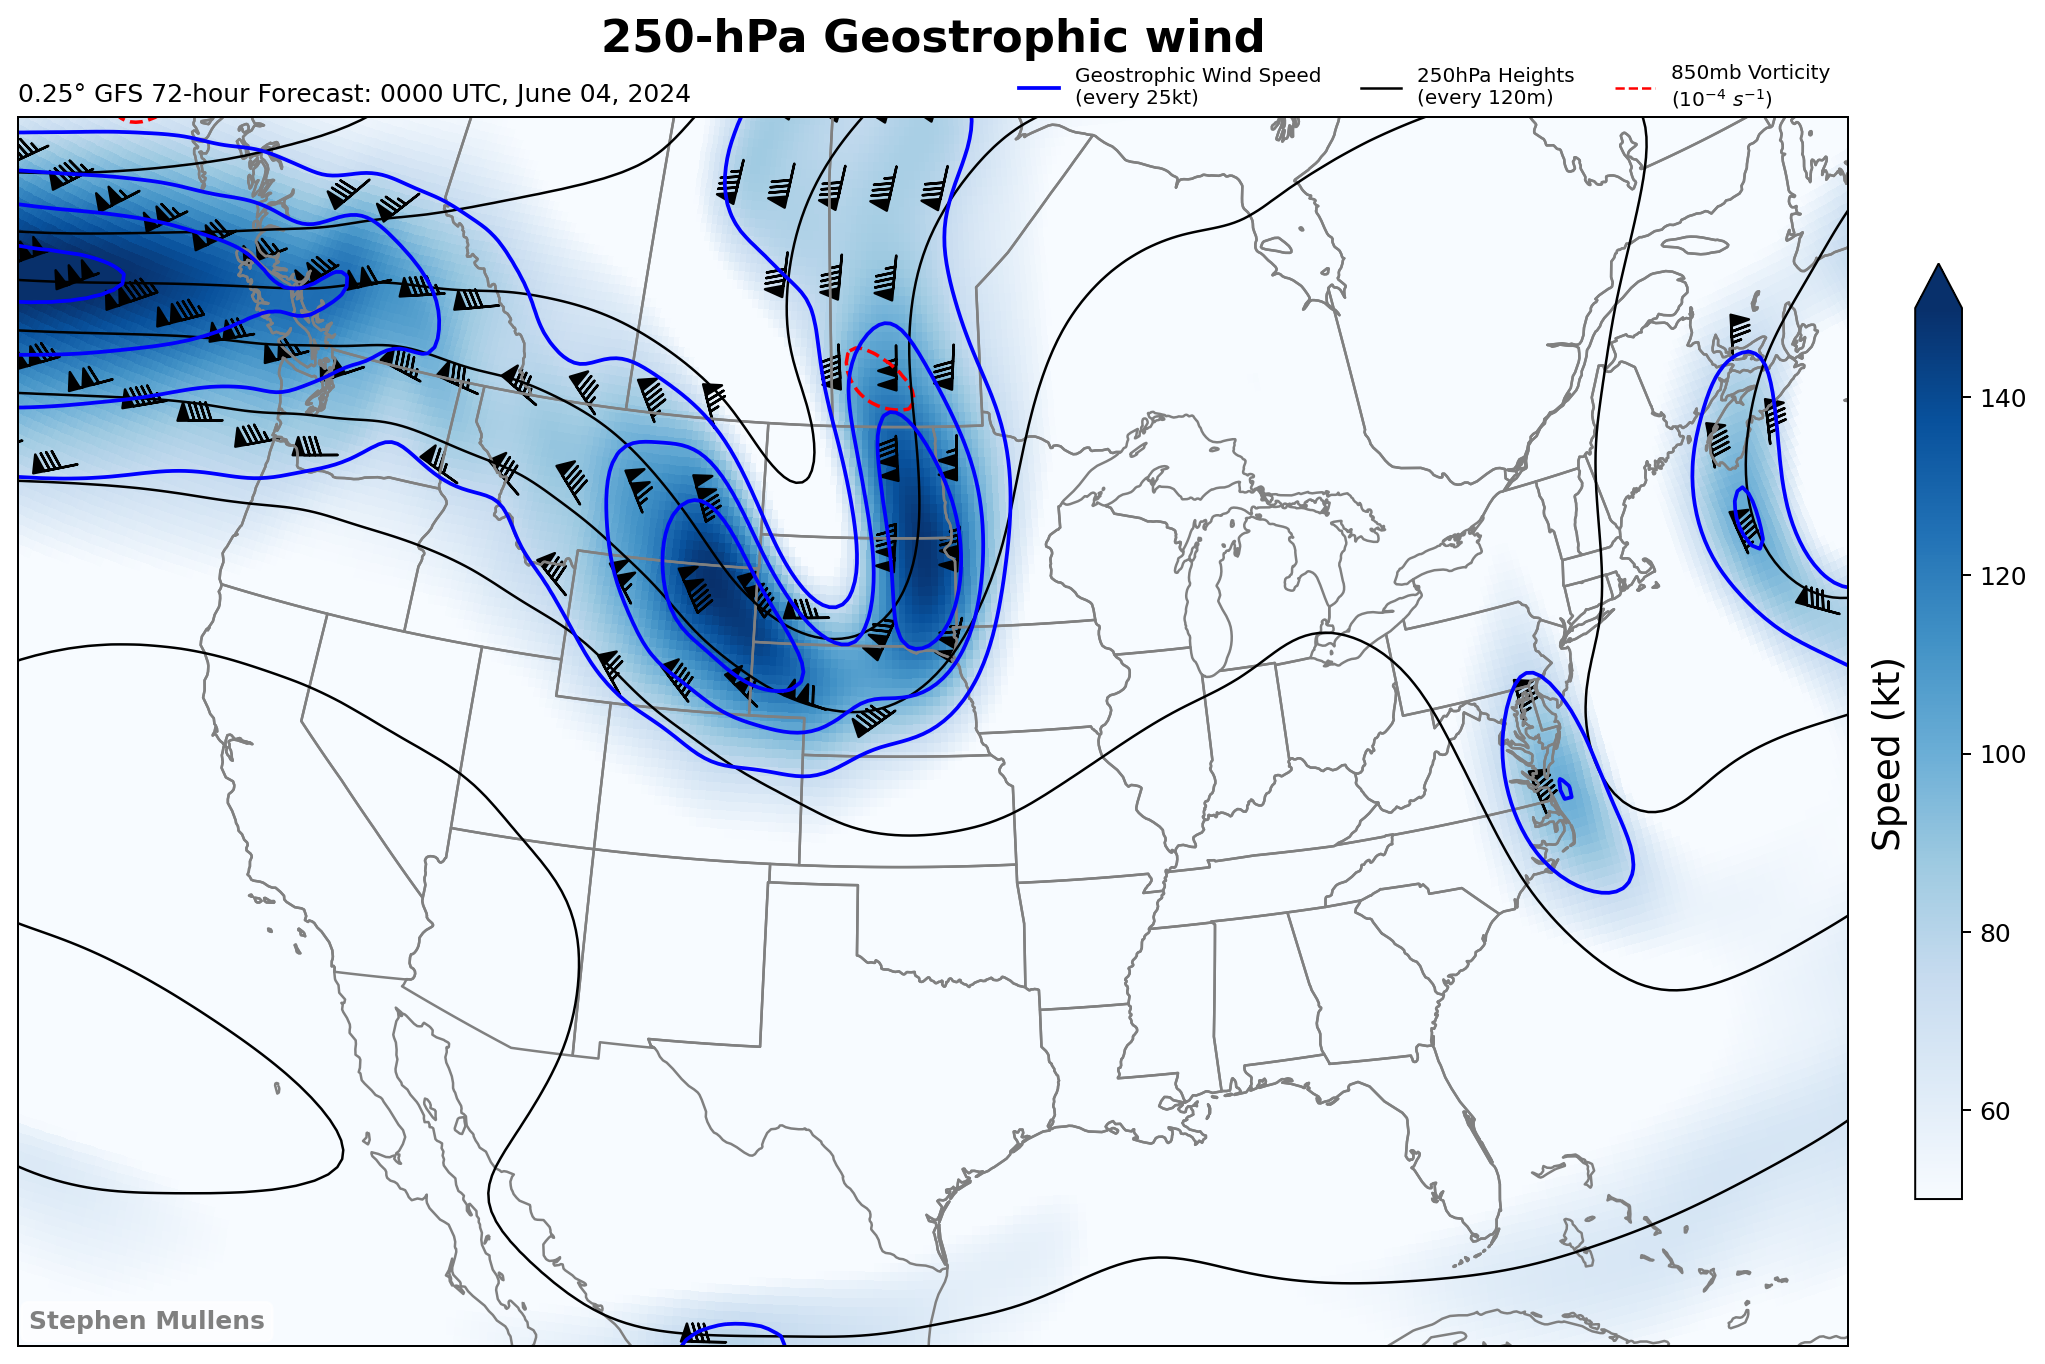 250-hPa Geostrophic wind
0.25° GFS 72-hour Forecast: 0000 UTC, June 04, 2024
Geostrophic Wind Speed
(every 25kt)
250hPa Heights
(every 120m)
850mb Vorticity
(10⁻⁴ s⁻¹)
140
120
100
80
60
Speed (kt)
Stephen Mullens